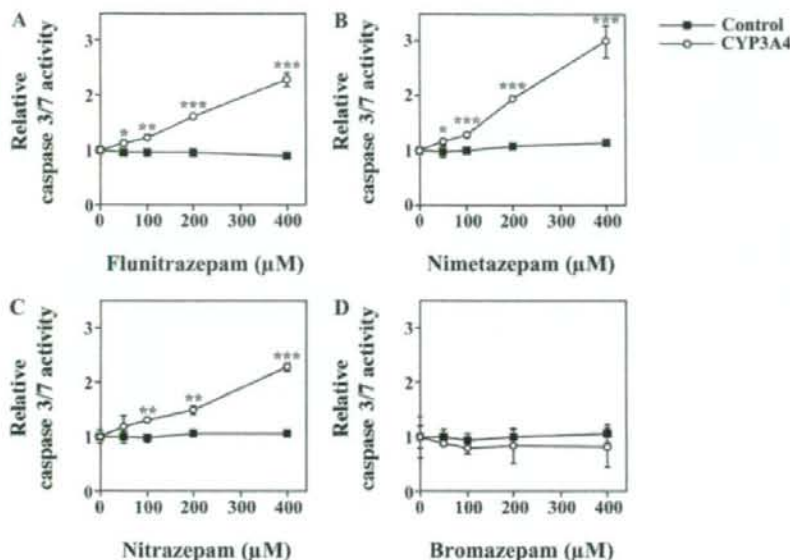 A
B
Control
CYP3A4
Relative
caspase 3/7 activity
3
2
1
0
* ** *** ***
0 100 200 300 400
Flunitrazepam (µM)
Relative
caspase 3/7 activity
3
2
1
0
* *** *** ***
0 100 200 300 400
Nimetazepam (µM)
C
D
Relative
caspase 3/7 activity
3
2
1
0
** ** ***
0 100 200 300 400
Nitrazepam (µM)
Relative
caspase 3/7 activity
3
2
1
0
0 100 200 300 400
Bromazepam (µM)